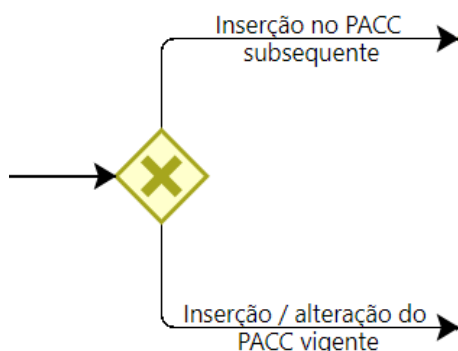 Inserção no PACC
subsequente
Inserção / alteração do
PACC vigente